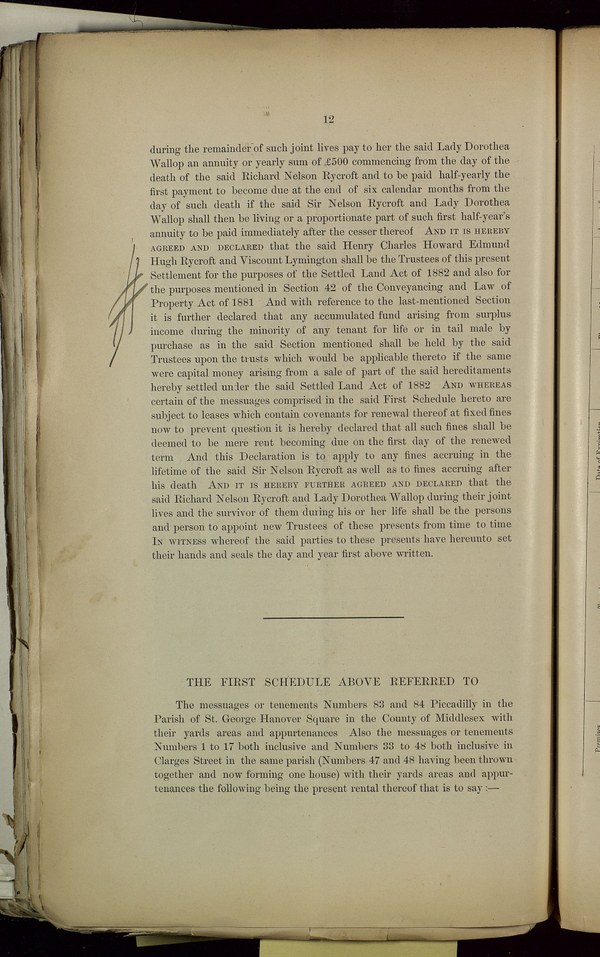 12
during the remainder of such joint lives pay to her the said Lady Dorothea
Wallop an annuity or yearly sum of £500 commencing from the day of the
death of the said Richard Nelson Rycroft and to be paid half-yearly the
first payment to become due at the end of six calendar months from the
day of such death if the said Sir Nelson Rycroft and Lady Dorothea
Wallop shall then be living or a proportionate part of such first half-year's
annuity to be paid immediately after the cesser thereof AND IT IS HEREBY
AGREED AND DECLARED that the said Henry Charles Howard Edmund
Hugh Rycroft and Viscount Lymington shall be the Trustees of this present
Settlement for the purposes of the Settled Land Act of 1882 and also for
the purposes mentioned in Section 42 of the Conveyancing and Law of
Property Act of 1881 And with reference to the last-mentioned Section
it is further declared that any accumulated fund arising from surplus
income during the minority of any tenant for life or in tail male by
purchase as in the said Section mentioned shall be held by the said
Trustees upon the trusts which would be applicable thereto if the same
were capital money arising from a sale of part of the said hereditaments
hereby settled under the said Settled Land Act of 1882 AND WHEREAS
certain of the messuages comprised in the said First Schedule hereto are
subject to leases which contain covenants for renewal thereof at fixed fines
now to prevent question it is hereby declared that all such fines shall be
deemed to be mere rent becoming due on the first day of the renewed
term And this Declaration is to apply to any fines accruing in the
lifetime of the said Sir Nelson Rycroft as well as to fines accruing after
his death AND IT IS HEREBY FURTHER AGREED AND DECLARED that the
said Richard Nelson Rycroft and Lady Dorothea Wallop during their joint
lives and the survivor of them during his or her life shall be the persons
and person to appoint new Trustees of these presents from time to time
IN WITNESS whereof the said parties to these presents have hereunto set
their hands and seals the day and year first above written.
THE FIRST SCHEDULE ABOVE REFERRED TO
The messuages or tenements Numbers 83 and 84 Piccadilly in the
Parish of St. George Hanover Square in the County of Middlesex with
their yards areas and appurtenances Also the messuages or tenements
Numbers 1 to 17 both inclusive and Numbers 33 to 48 both inclusive in
Clarges Street in the same parish (Numbers 47 and 48 having been thrown
together and now forming one house) with their yards areas and appur-
tenances the following being the present rental thereof that is to say :—